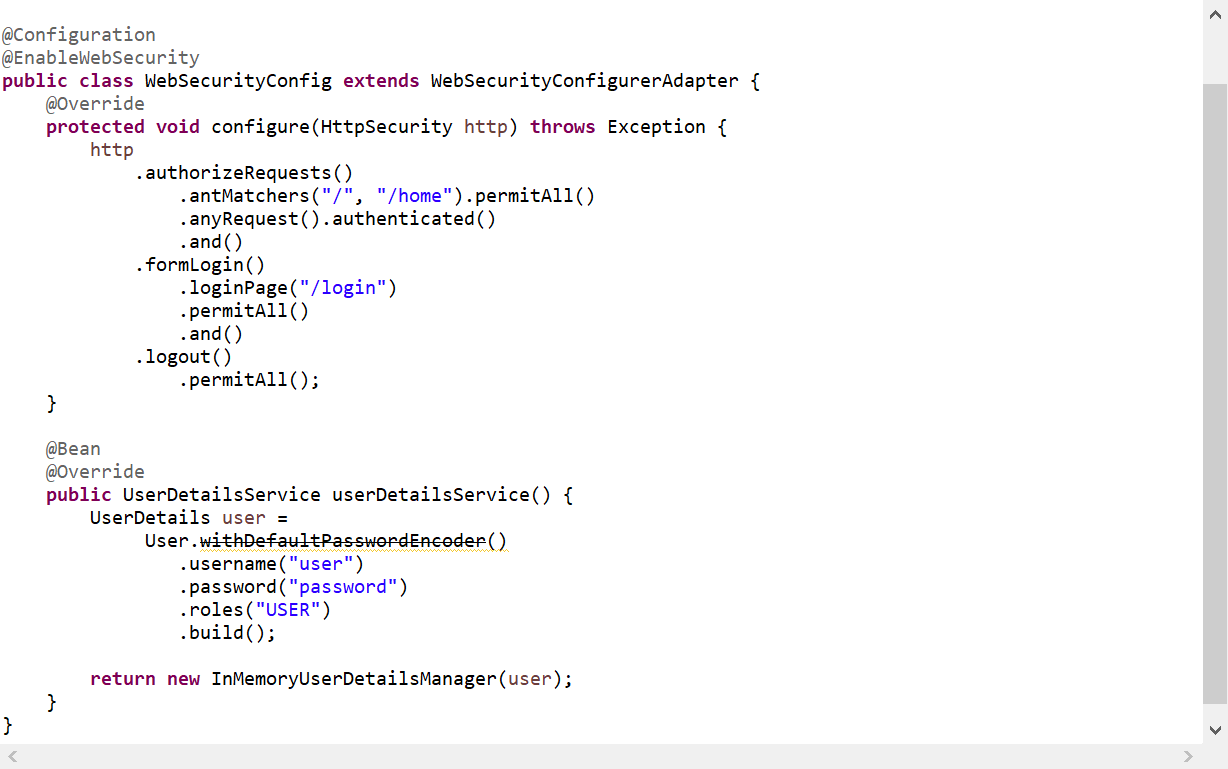 @Configuration
@EnableWebSecurity
public class WebSecurityConfig extends WebSecurityConfigurerAdapter {
    @Override
    protected void configure(HttpSecurity http) throws Exception {
        http
            .authorizeRequests()
                .antMatchers("/", "/home").permitAll()
                .anyRequest().authenticated()
                .and()
            .formLogin()
                .loginPage("/login")
                .permitAll()
                .and()
            .logout()
                .permitAll();
    }

    @Bean
    @Override
    public UserDetailsService userDetailsService() {
        UserDetails user =
             User.withDefaultPasswordEncoder()
                .username("user")
                .password("password")
                .roles("USER")
                .build();

        return new InMemoryUserDetailsManager(user);
    }
}